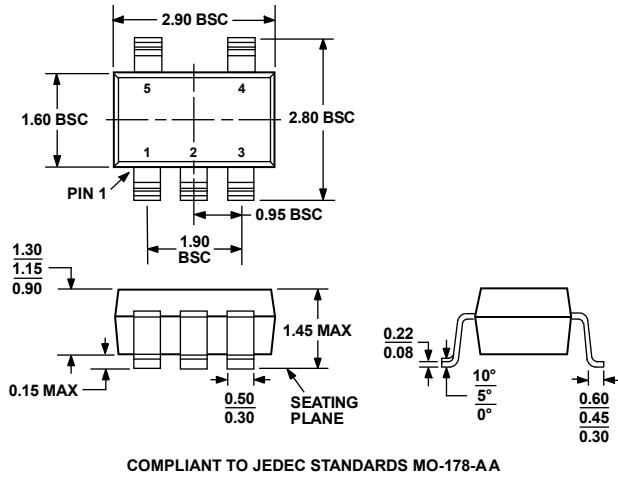 2.90 BSC
5 4
1.60 BSC
2.80 BSC
1 2 3
PIN 1
0.95 BSC
1.90
BSC
1.30
1.15
0.90
1.45 MAX
0.15 MAX
0.50
0.30
SEATING
PLANE
0.22
0.08
10°
5°
0°
0.60
0.45
0.30
COMPLIANT TO JEDEC STANDARDS MO-178-AA